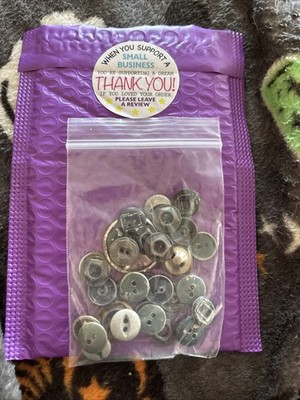 WHEN YOU SUPPORT A
SMALL
BUSINESS
YOU'RE SUPPORTING A DREAM
THANK YOU!
IF YOU LOVED YOUR ORDER
PLEASE LEAVE
A REVIEW